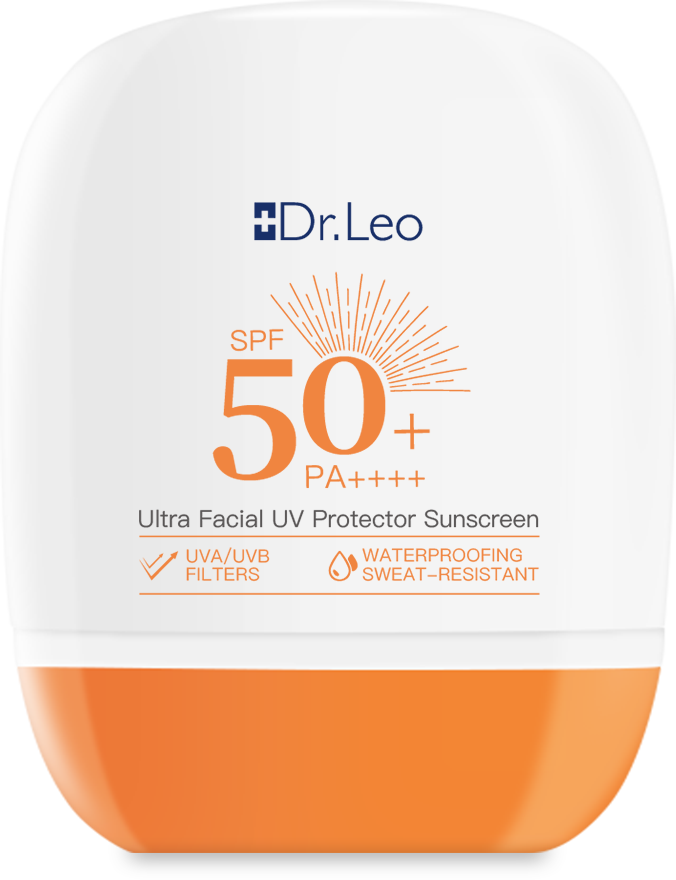 Dr.Leo
SPF
50+
PA++++
Ultra Facial UV Protector Sunscreen
UVA/UVB
FILTERS
WATERPROOFING
SWEAT-RESISTANT